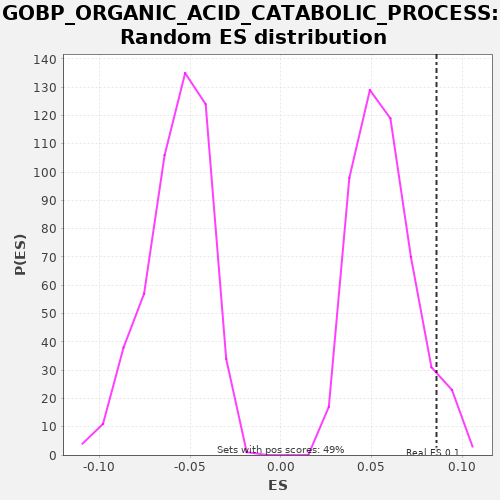 GOBP_ORGANIC_ACID_CATABOLIC_PROCESS:
Random ES distribution
P(ES)
140
130
120
110
100
90
80
70
60
50
40
30
20
10
0
Sets with pos scores: 49%
Real ES 0.1
-0.10 -0.05 0.00 0.05 0.10
ES